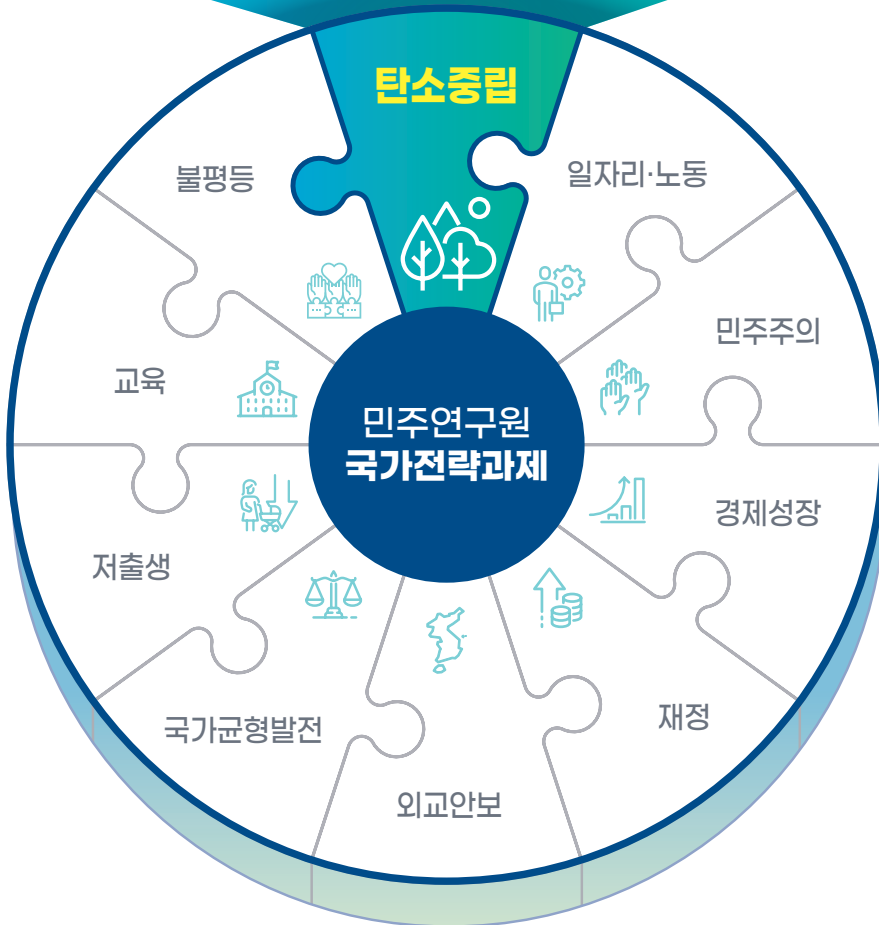 탄소중립
불평등
일자리·노동
민주주의
교육
민주연구원
국가전략과제
경제성장
저출생
재정
국가균형발전
외교안보